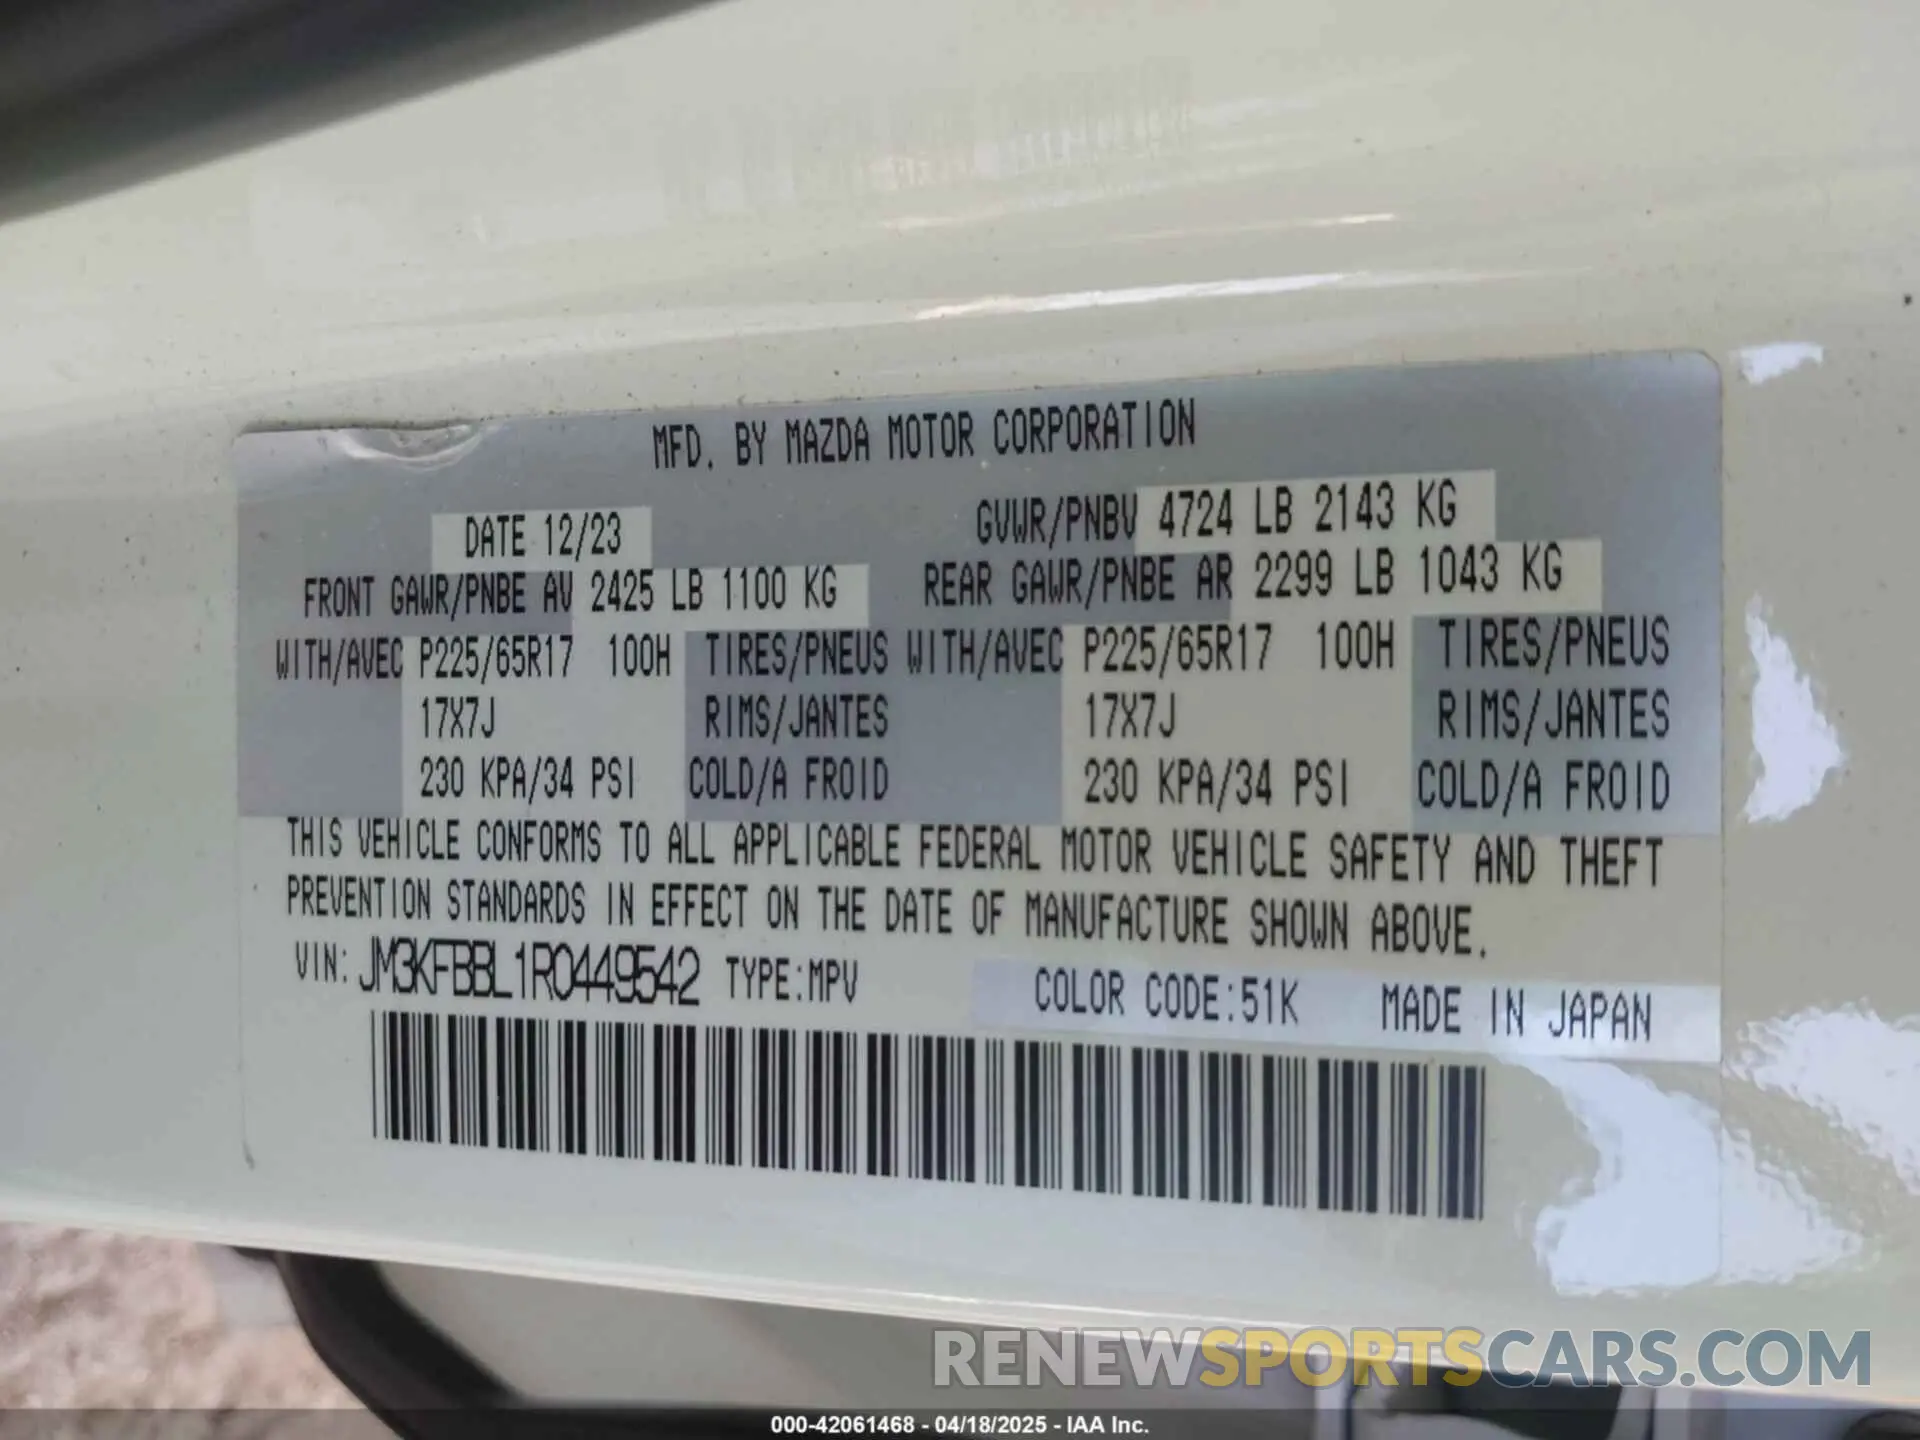 MFD. BY MAZDA MOTOR CORPORATION
DATE 12/23 GVWR/PNBV 4724 LB 2143 KG
FRONT GAWR/PNBE AV 2425 LB 1100 KG REAR GAWR/PNBE AR 2299 LB 1043 KG
WITH/AVEC P225/65R17 100H TIRES/PNEUS WITH/AVEC P225/65R17 100H TIRES/PNEUS
17X7J RIMS/JANTES 17X7J RIMS/JANTES
230 KPA/34 PSI COLD/A FROID 230 KPA/34 PSI COLD/A FROID
THIS VEHICLE CONFORMS TO ALL APPLICABLE FEDERAL MOTOR VEHICLE SAFETY AND THEFT
PREVENTION STANDARDS IN EFFECT ON THE DATE OF MANUFACTURE SHOWN ABOVE.
VIN: JM3KFBBL1R0449542 TYPE:MPV COLOR CODE:51K MADE IN JAPAN
RENEWSPORTSCARS.COM
000-42061468 - 04/18/2025 - IAA Inc.